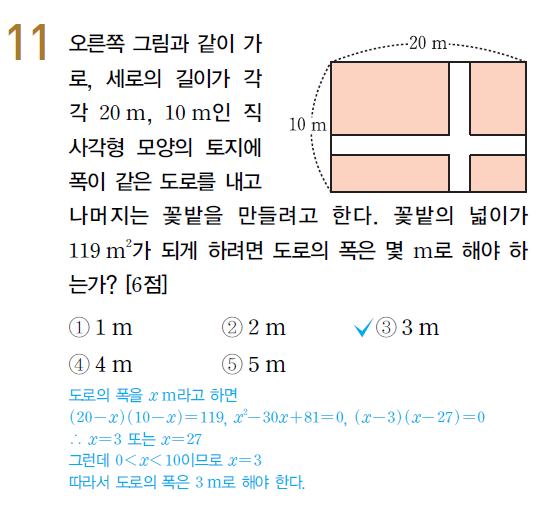 11
오른쪽 그림과 같이 가
로, 세로의 길이가 각
각 20 m, 10 m인 직
사각형 모양의 토지에
폭이 같은 도로를 내고
20 m
10 m
나머지는 꽃밭을 만들려고 한다. 꽃밭의 넓이가
119 m²가 되게 하려면 도로의 폭은 몇 m로 해야 하
는가? [6점]
① 1 m ② 2 m ③ 3 m
④ 4 m ⑤ 5 m
도로의 폭을 x m라고 하면
(20-x)(10-x)=119, x²-30x+81=0, (x-3)(x-27)=0
∴ x=3 또는 x=27
그런데 0<x<10이므로 x=3
따라서 도로의 폭은 3 m로 해야 한다.